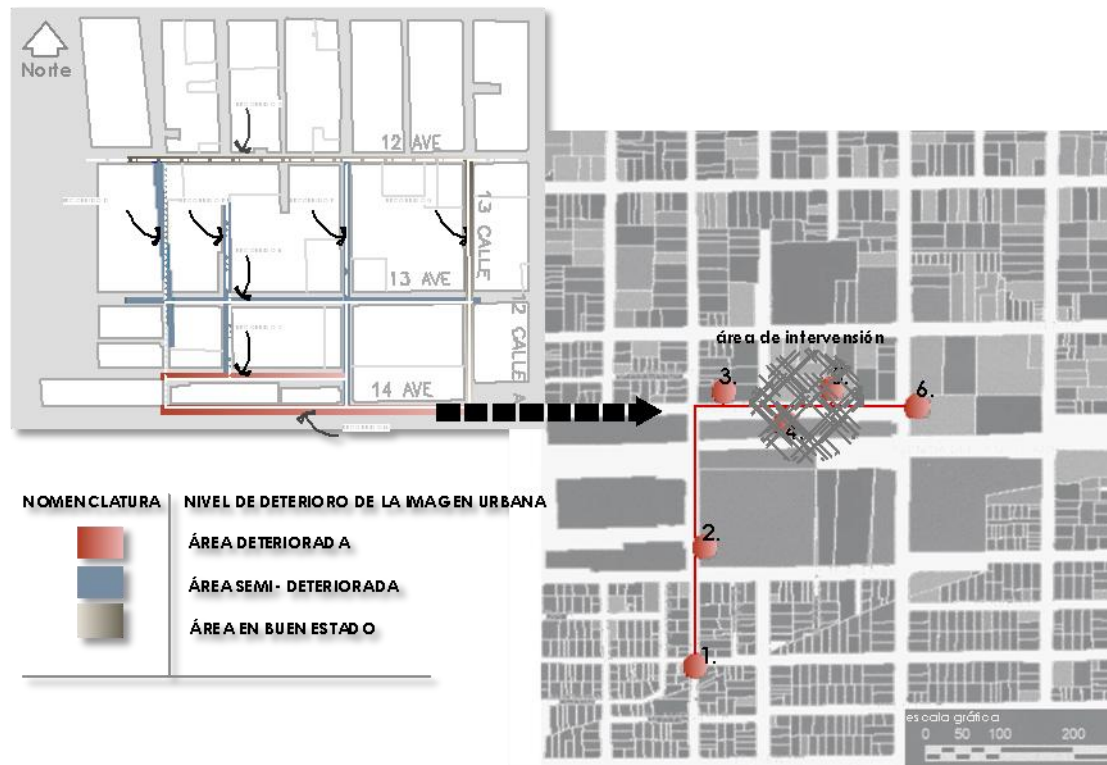 Norte
12 AVE
13 CALLE
13 AVE
12 CALLE A
14 AVE
área de intervensión
3.
5.
6.
4.
2.
1.
NOMENCLATURA
NIVEL DE DETERIORO DE LA IMAGEN URBANA
ÁREA DETERIORADA
ÁREA SEMI- DETERIORADA
ÁREA EN BUEN ESTADO
escala gráfica
0 50 100 200